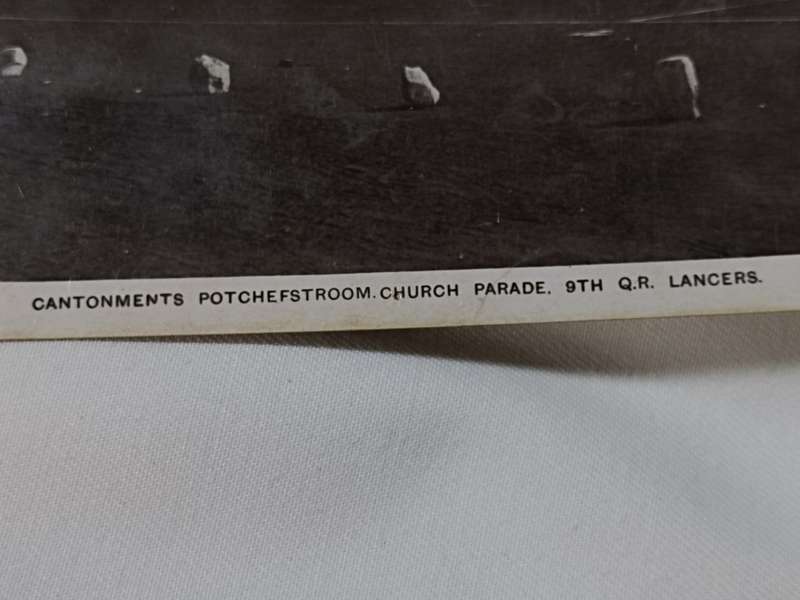 CANTONMENTS POTCHEFSTROOM. CHURCH PARADE. 9TH Q.R. LANCERS.